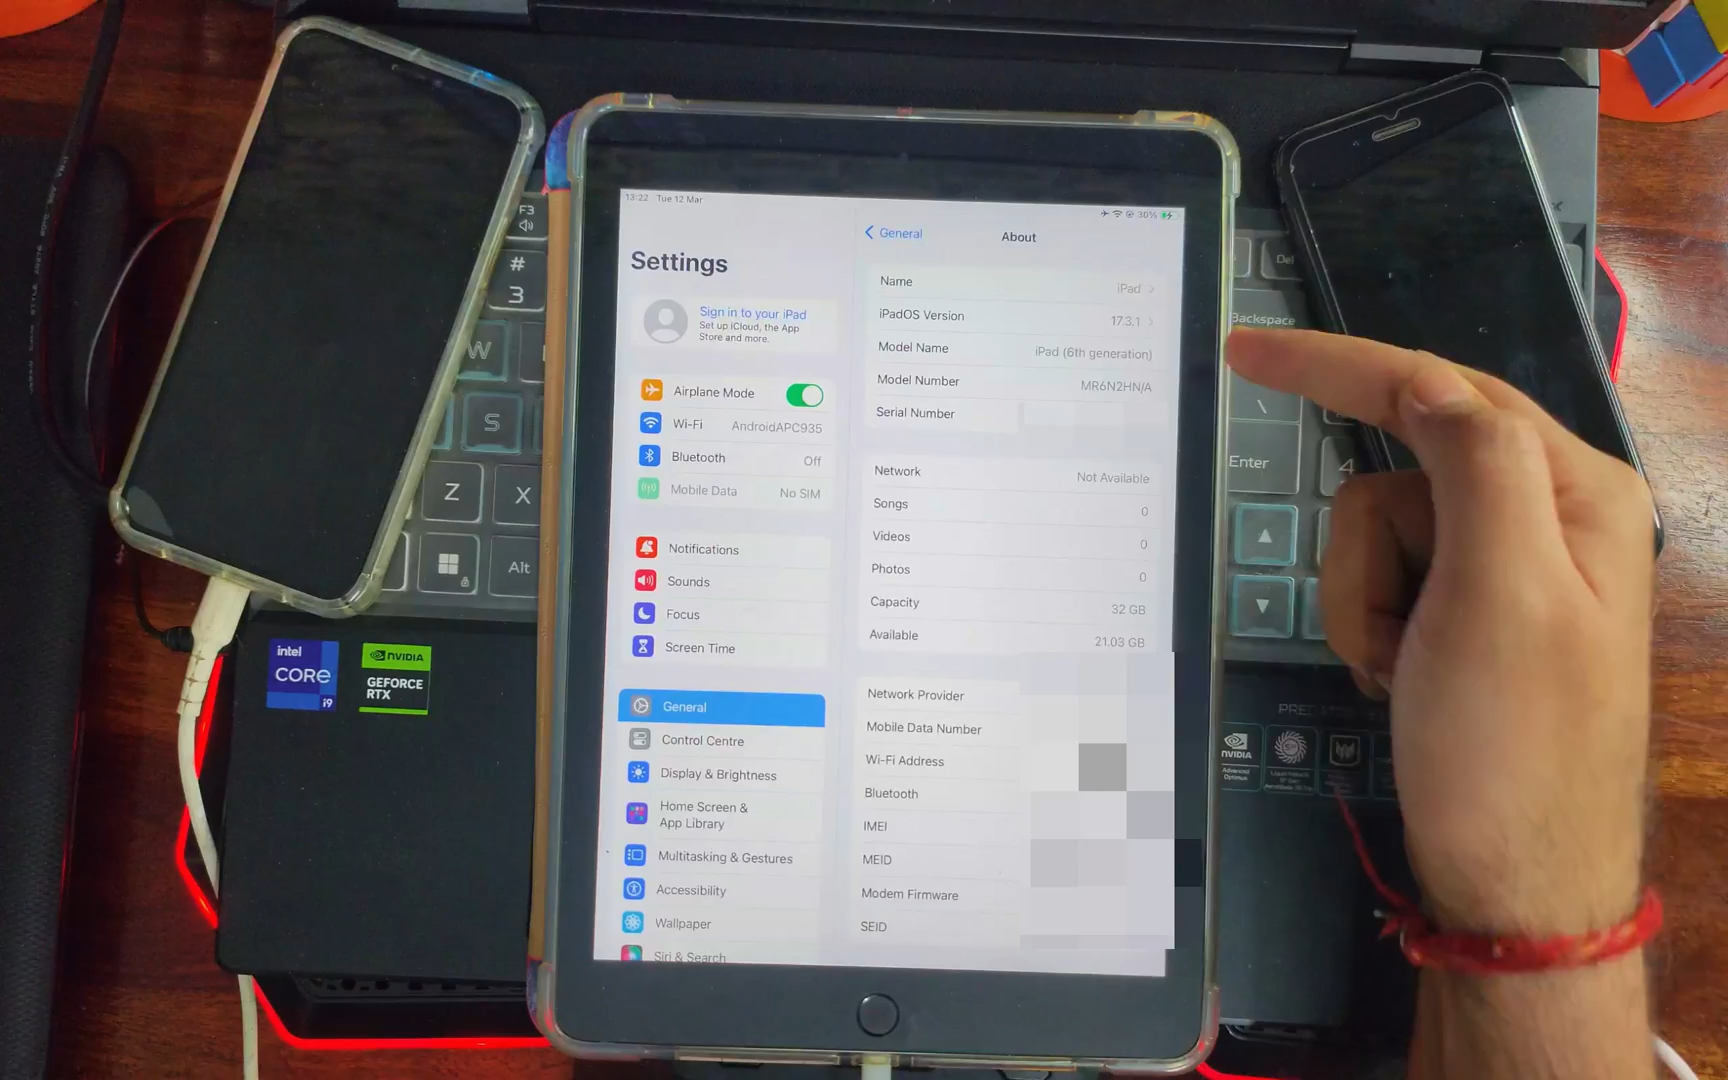 13:22 Tue 12 Mar
30%
Settings
Sign in to your iPad
Set up iCloud, the App
Store and more.
Airplane Mode
Wi-Fi AndroidAPC935
Bluetooth Off
Mobile Data No SIM
Notifications
Sounds
Focus
Screen Time
General
Control Centre
Display & Brightness
Home Screen &
App Library
Multitasking & Gestures
Accessibility
Wallpaper
Siri & Search
General
About
Name iPad
iPadOS Version 17.3.1
Model Name iPad (6th generation)
Model Number MR6N2HN/A
Serial Number
Network Not Available
Songs 0
Videos 0
Photos 0
Capacity 32 GB
Available 21.03 GB
Network Provider
Mobile Data Number
Wi-Fi Address
Bluetooth
IMEI
MEID
Modem Firmware
SEID
F3
#
3
W
S
Z
X
Alt
Del
Backspace
\
Enter
4
intel
CORE
i9
NVIDIA
GEFORCE
RTX
PRED
NVIDIA
Advanced
Optimus